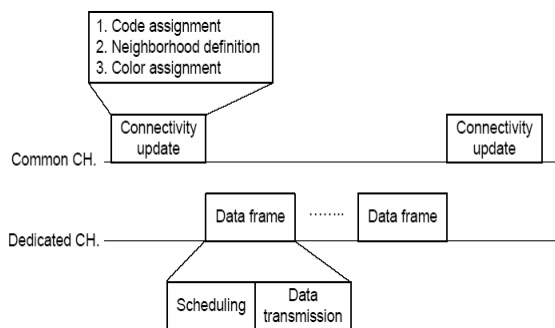 1. Code assignment
2. Neighborhood definition
3. Color assignment
Connectivity
update
Connectivity
update
Common CH.
Data frame
........
Data frame
Dedicated CH.
Scheduling
Data
transmission